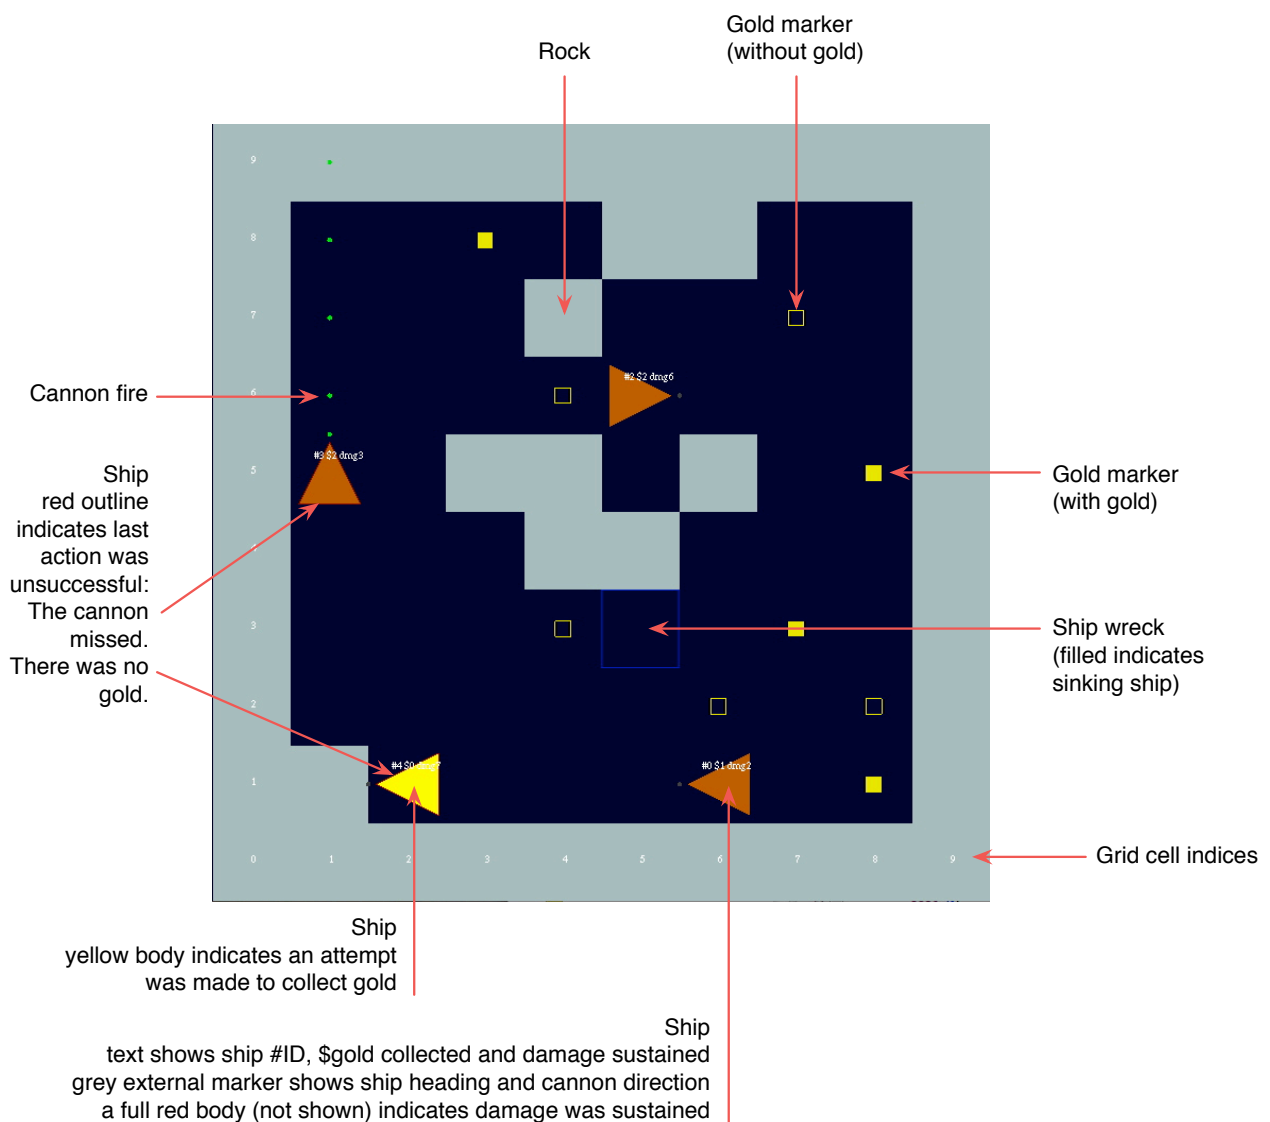 Gold marker
(without gold)
Rock
9
8
7
#2 $2 dmg6
Cannon fire
6
#3 $2 dmg3
5
Ship
red outline
indicates last
action was
unsuccessful:
The cannon
missed.
There was no
gold.
Gold marker
(with gold)
4
3
Ship wreck
(filled indicates
sinking ship)
2
#4 $0 dmg7
#0 $1 dmg2
1
0 1 2 3 4 5 6 7 8 9
Grid cell indices
Ship
yellow body indicates an attempt
was made to collect gold
Ship
text shows ship #ID, $gold collected and damage sustained
grey external marker shows ship heading and cannon direction
a full red body (not shown) indicates damage was sustained